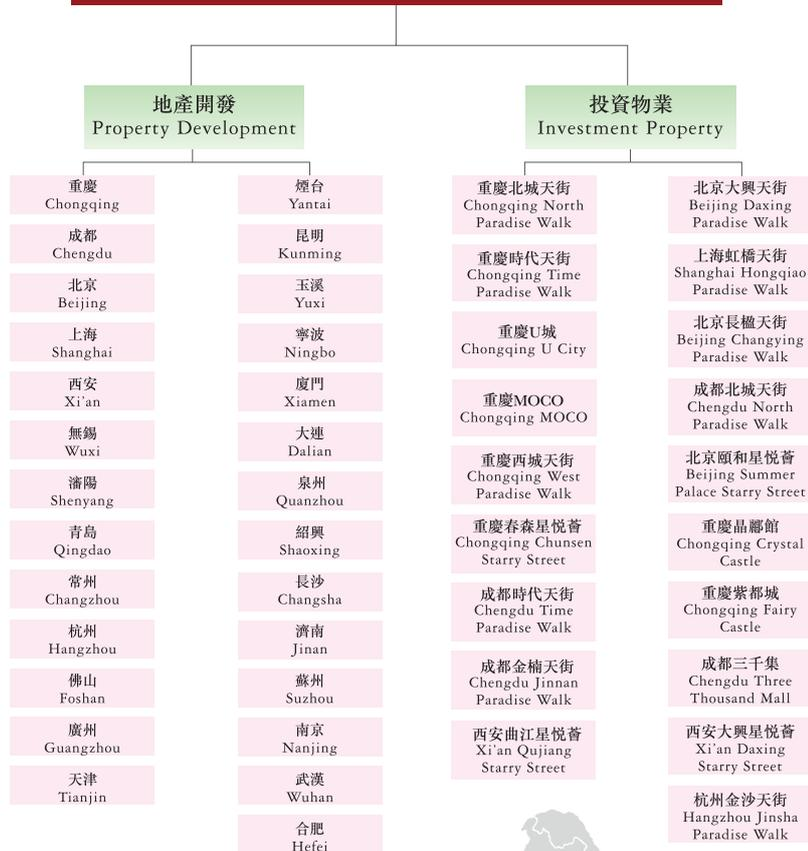 地產開發
Property Development
重慶
Chongqing
成都
Chengdu
北京
Beijing
上海
Shanghai
西安
Xi'an
無錫
Wuxi
瀋陽
Shenyang
青島
Qingdao
常州
Changzhou
杭州
Hangzhou
佛山
Foshan
廣州
Guangzhou
天津
Tianjin
煙台
Yantai
昆明
Kunming
玉溪
Yuxi
寧波
Ningbo
廈門
Xiamen
大連
Dalian
泉州
Quanzhou
紹興
Shaoxing
長沙
Changsha
濟南
Jinan
蘇州
Suzhou
南京
Nanjing
武漢
Wuhan
合肥
Hefei
投資物業
Investment Property
重慶北城天街
Chongqing North
Paradise Walk
重慶時代天街
Chongqing Time
Paradise Walk
重慶U城
Chongqing U City
重慶MOCO
Chongqing MOCO
重慶西城天街
Chongqing West
Paradise Walk
重慶春森星悦薈
Chongqing Chunsen
Starry Street
成都時代天街
Chengdu Time
Paradise Walk
成都金楠天街
Chengdu Jinnan
Paradise Walk
西安曲江星悦薈
Xi'an Qujiang
Starry Street
北京大興天街
Beijing Daxing
Paradise Walk
上海虹橋天街
Shanghai Hongqiao
Paradise Walk
北京長楹天街
Beijing Changying
Paradise Walk
成都北城天街
Chengdu North
Paradise Walk
北京頤和星悦薈
Beijing Summer
Palace Starry Street
重慶晶酈館
Chongqing Crystal
Castle
重慶紫都城
Chongqing Fairy
Castle
成都三千集
Chengdu Three
Thousand Mall
西安大興星悦薈
Xi'an Daxing
Starry Street
杭州金沙天街
Hangzhou Jinsha
Paradise Walk